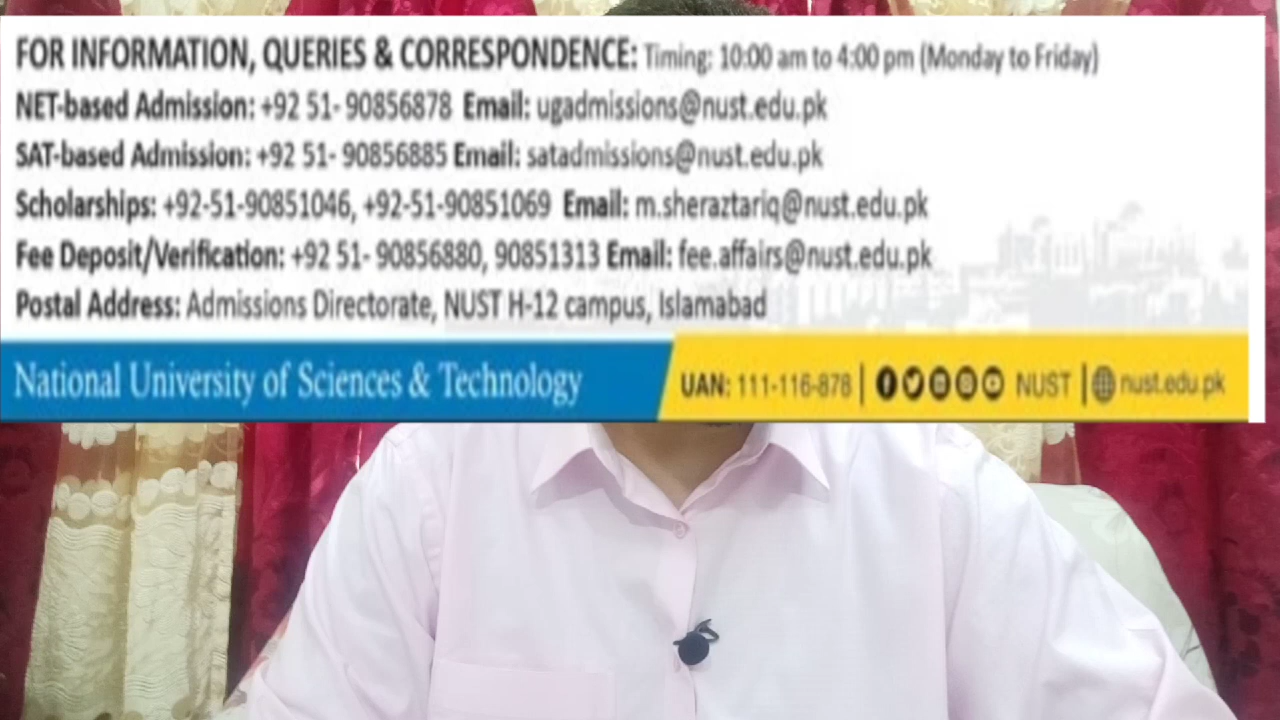 FOR INFORMATION, QUERIES & CORRESPONDENCE: Timing: 10:00 am to 4:00 pm (Monday to Friday)
NET-based Admission: +92 51- 90856878 Email: ugadmissions@nust.edu.pk
SAT-based Admission: +92 51- 90856885 Email: satadmissions@nust.edu.pk
Scholarships: +92-51-90851046, +92-51-90851069 Email: m.sheraztariq@nust.edu.pk
Fee Deposit/Verification: +92 51- 90856880, 90851313 Email: fee.affairs@nust.edu.pk
Postal Address: Admissions Directorate, NUST H-12 campus, Islamabad
National University of Sciences & Technology UAN: 111-116-878 | NUST | nust.edu.pk